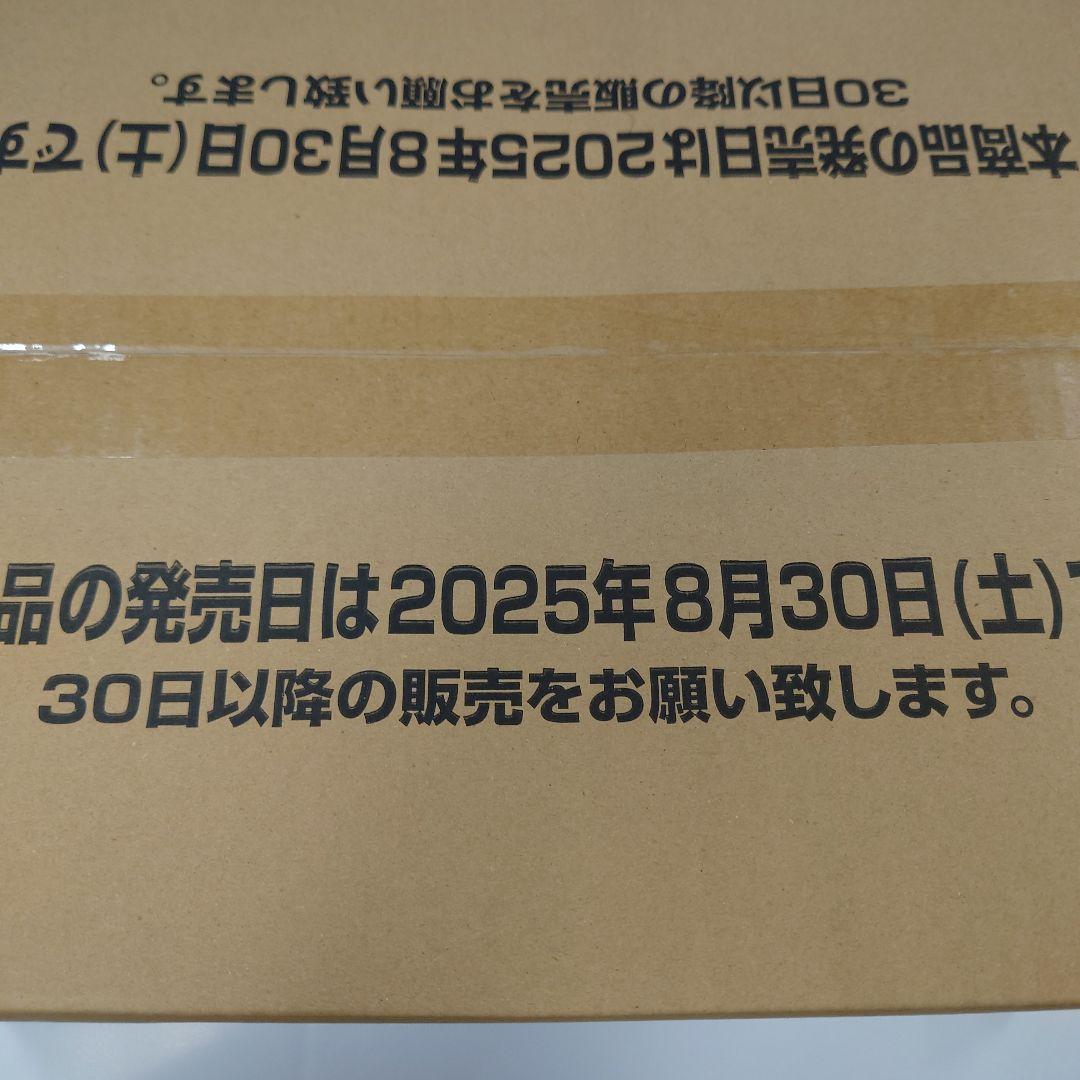 30日以降の販売をお願い致します。
本商品の発売日は2025年8月30日(土)です
品の発売日は2025年8月30日(土)
30日以降の販売をお願い致します。